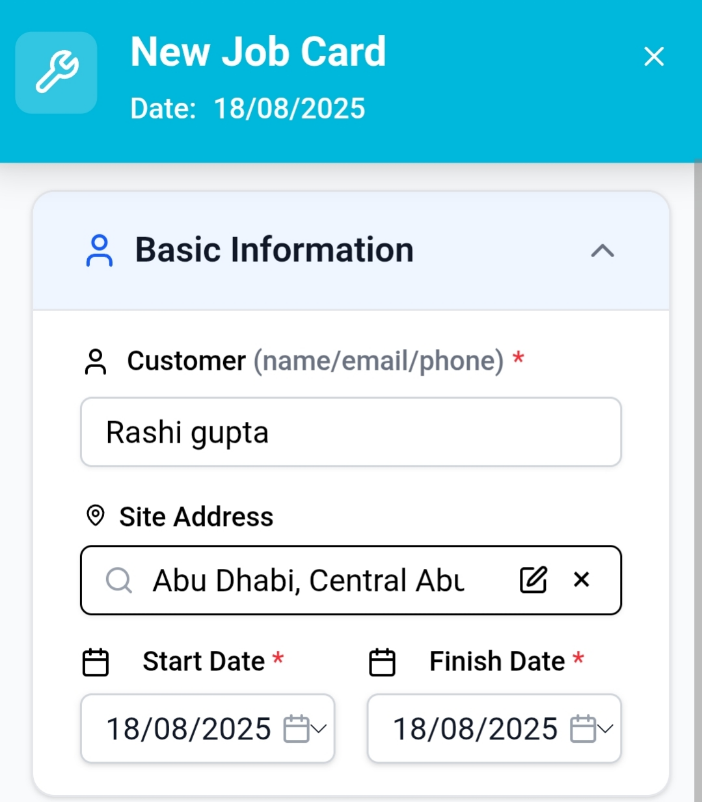 New Job Card
Date: 18/08/2025
Basic Information
Customer (name/email/phone) *
Rashi gupta
Site Address
Abu Dhabi, Central Abu
Start Date * Finish Date *
18/08/2025 18/08/2025